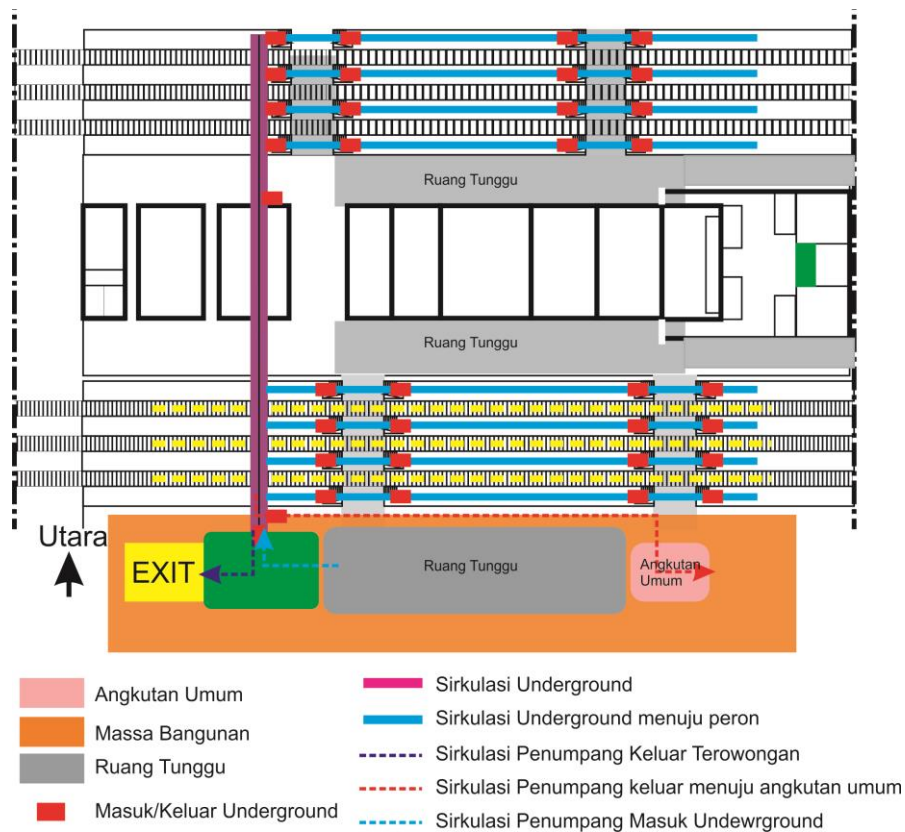 Ruang Tunggu
Ruang Tunggu
Utara
EXIT
Ruang Tunggu
Angkutan
Umum
Angkutan Umum
Massa Bangunan
Ruang Tunggu
Masuk/Keluar Underground
Sirkulasi Underground
Sirkulasi Underground menuju peron
Sirkulasi Penumpang Keluar Terowongan
Sirkulasi Penumpang keluar menuju angkutan umum
Sirkulasi Penumpang Masuk Undewrground